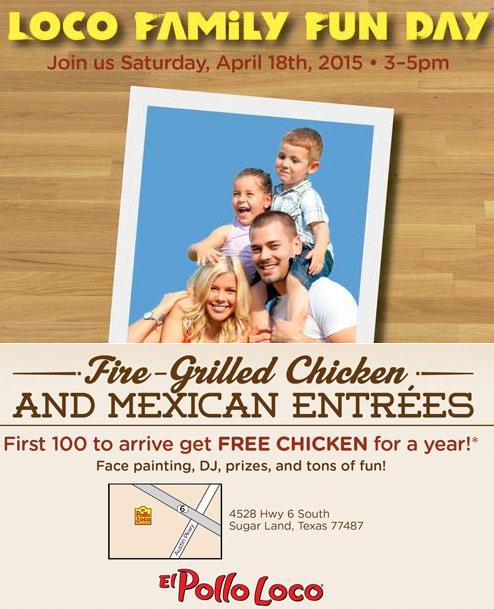 LOCO FAMiLY FUN DAY
Join us Saturday, April 18th, 2015 • 3–5pm
Fire-Grilled Chicken
AND MEXICAN ENTRÉES
First 100 to arrive get FREE CHICKEN for a year!*
Face painting, DJ, prizes, and tons of fun!
El Pollo Loco
6
Austin Pkwy
4528 Hwy 6 South
Sugar Land, Texas 77487
El Pollo Loco